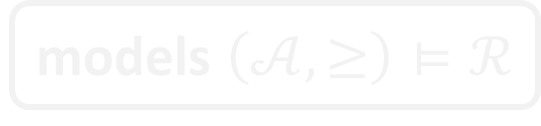 models (𝒜, ≥) ⊨ ℛ